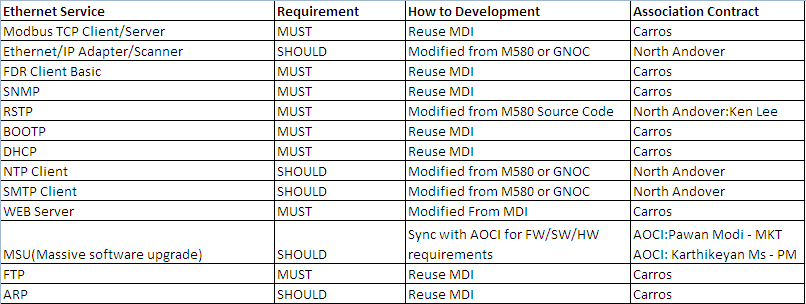 Ethernet Service Requirement How to Development Association Contract
Modbus TCP Client/Server MUST Reuse MDI Carros
Ethernet/IP Adapter/Scanner SHOULD Modified from M580 or GNOC North Andover
FDR Client Basic MUST Reuse MDI Carros
SNMP MUST Reuse MDI Carros
RSTP MUST Modified from M580 Source Code North Andover:Ken Lee
BOOTP MUST Reuse MDI Carros
DHCP MUST Reuse MDI Carros
NTP Client SHOULD Modified from M580 or GNOC North Andover
SMTP Client SHOULD Modified from M580 or GNOC North Andover
WEB Server MUST Modified From MDI Carros
MSU(Massive software upgrade) SHOULD Sync with AOCI for FW/SW/HW
requirements AOCI:Pawan Modi - MKT
AOCI: Karthikeyan Ms - PM
FTP MUST Reuse MDI Carros
ARP SHOULD Reuse MDI Carros